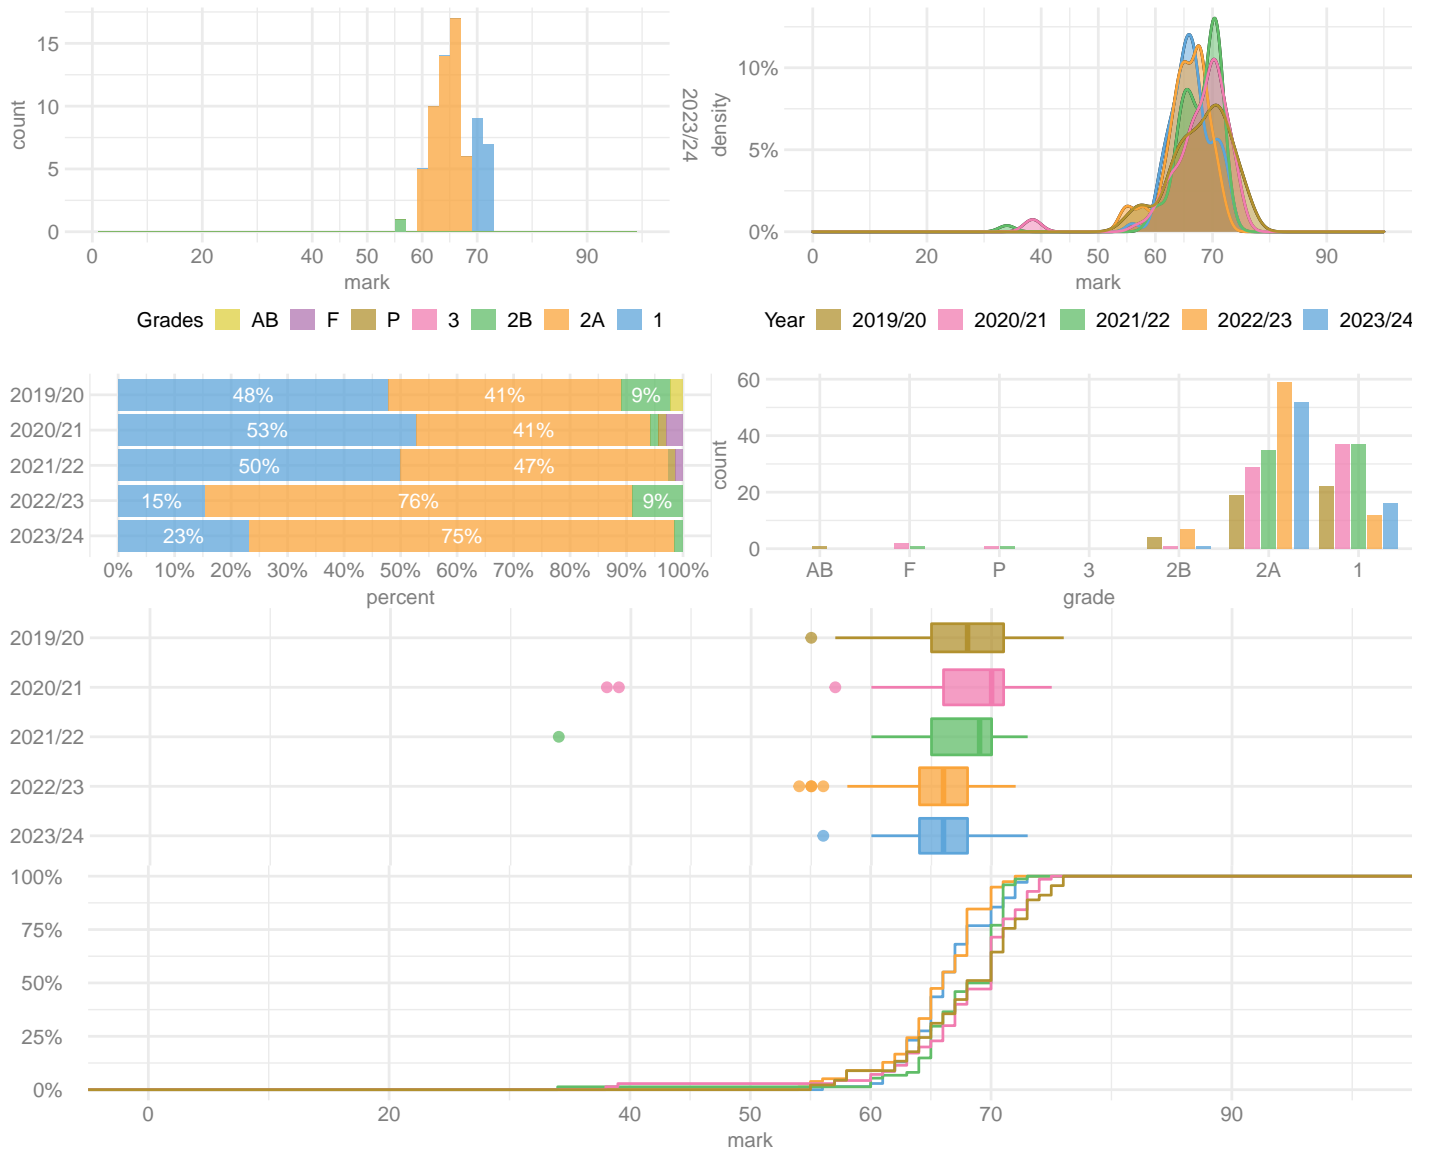 15
10
5
0
count
0 20 40 50 60 70 90
mark
2023/24
10%
5%
0%
density
0 20 40 50 60 70 90
mark
Grades AB F P 3 2B 2A 1
Year 2019/20 2020/21 2021/22 2022/23 2023/24
2019/20 48% 41% 9%
2020/21 53% 41%
2021/22 50% 47%
2022/23 15% 76% 9%
2023/24 23% 75%
0% 10% 20% 30% 40% 50% 60% 70% 80% 90% 100%
percent
60
40
20
0
count
AB F P 3 2B 2A 1
grade
2019/20
2020/21
2021/22
2022/23
2023/24
100%
75%
50%
25%
0%
0 20 40 50 60 70 90
mark